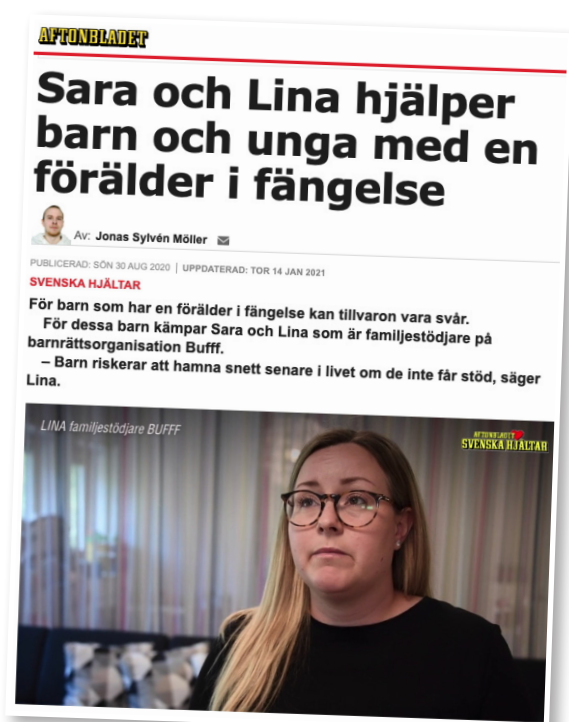 AFTONBLADET
Sara och Lina hjälper
barn och unga med en
förälder i fängelse
Av: Jonas Sylvén Möller
PUBLICERAD: SÖN 30 AUG 2020 | UPPDATERAD: TOR 14 JAN 2021
SVENSKA HJÄLTAR
För barn som har en förälder i fängelse kan tillvaron vara svår.
För dessa barn kämpar Sara och Lina som är familjestödjare på
barnrättsorganisation Bufff.
– Barn riskerar att hamna snett senare i livet om de inte får stöd, säger
Lina.
LINA familjestödjare BUFFF
AFTONBLADET
SVENSKA HJÄLTAR